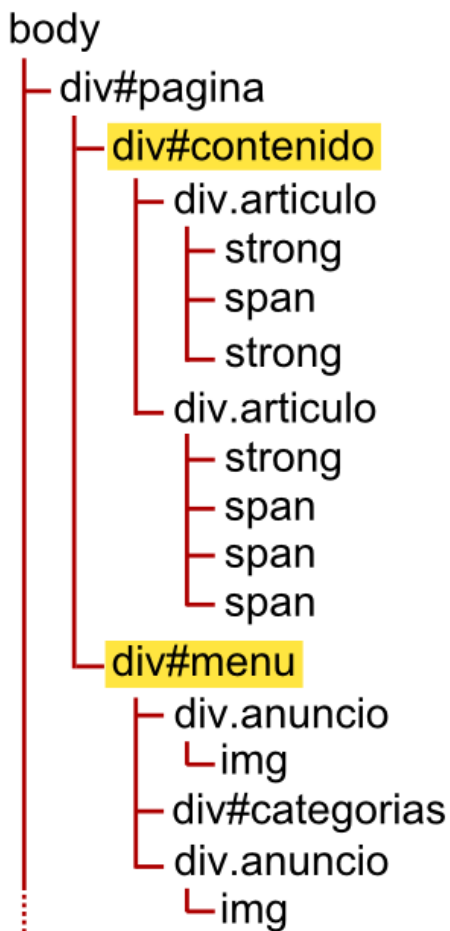 body
div#pagina
div#contenido
div.articulo
strong
span
strong
div.articulo
strong
span
span
span
div#menu
div.anuncio
img
div#categorias
div.anuncio
img